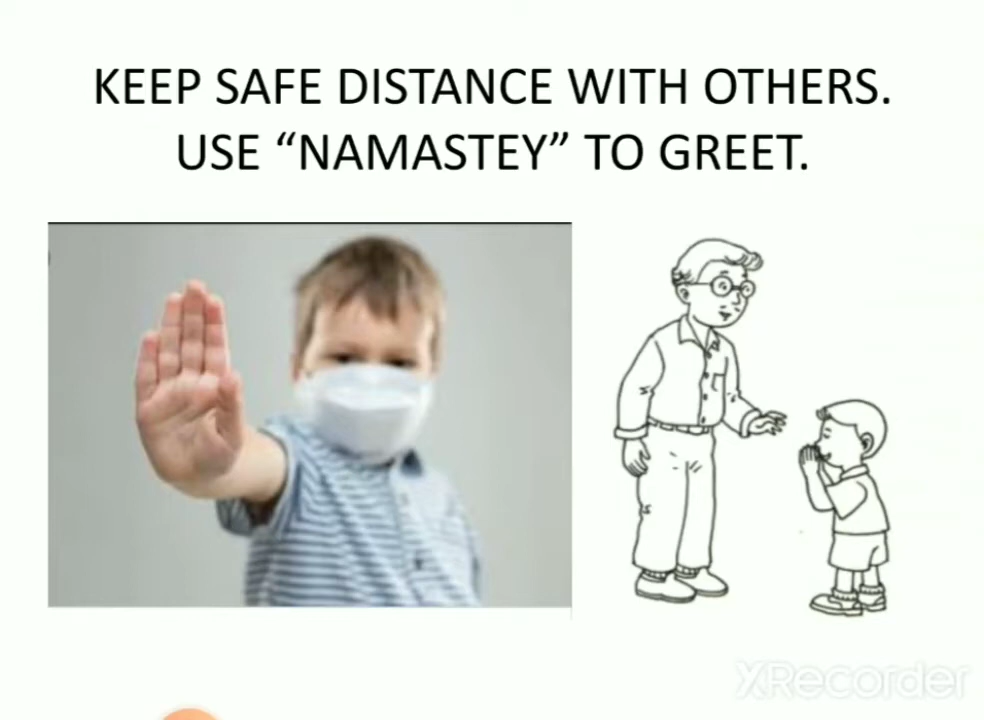 KEEP SAFE DISTANCE WITH OTHERS.
USE “NAMASTEY” TO GREET.
XRecorder